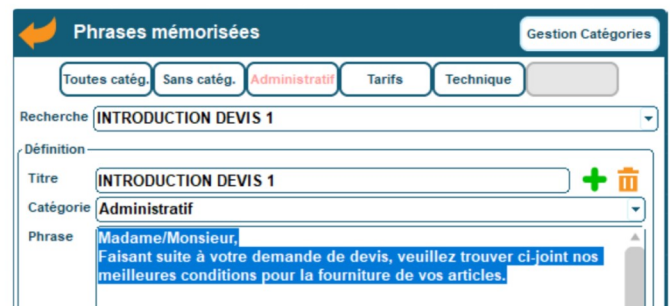 Phrases mémorisées
Gestion Catégories
Toutes catég. Sans catég. Administratif Tarifs Technique
Recherche INTRODUCTION DEVIS 1
Définition
Titre INTRODUCTION DEVIS 1
Catégorie Administratif
Phrase Madame/Monsieur,
Faisant suite à votre demande de devis, veuillez trouver ci-joint nos
meilleures conditions pour la fourniture de vos articles.